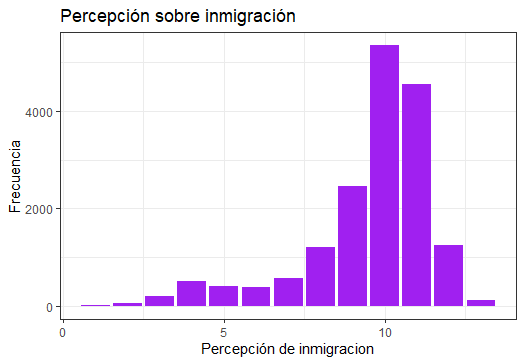 Percepción sobre inmigración
Frecuencia
4000
2000
0
0 5 10
Percepción de inmigracion